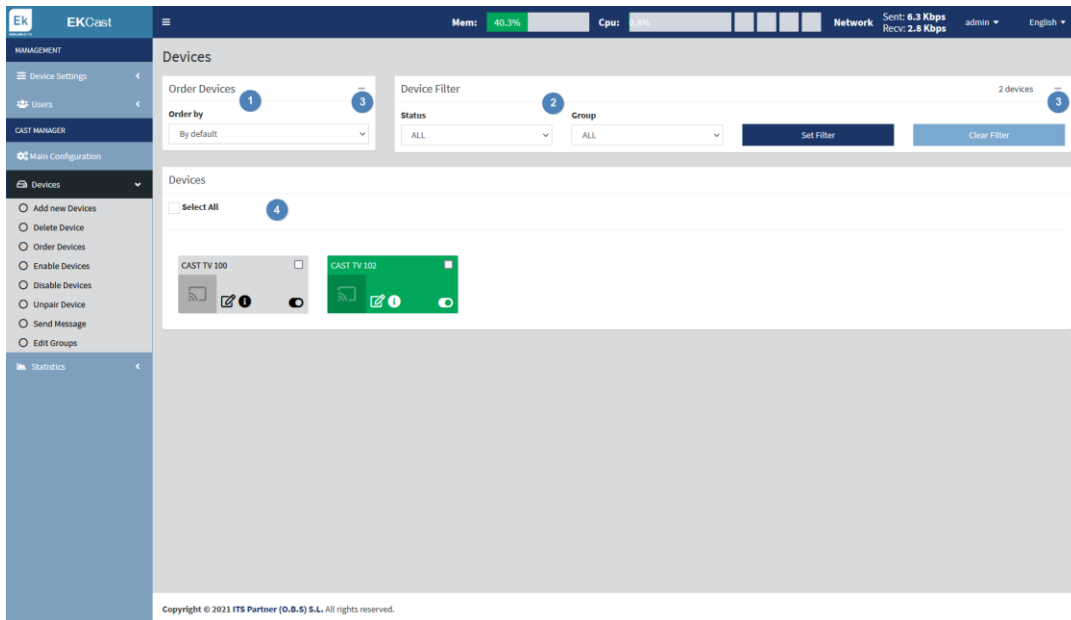 Ek EKCast
Mem: 40.3% Cpu: 0.8% Network Sent: 6.3 Kbps Recv: 2.8 Kbps admin English
MANAGEMENT
Device Settings
Users
CAST MANAGER
Main Configuration
Devices
Add new Devices
Delete Device
Order Devices
Enable Devices
Disable Devices
Unpair Device
Send Message
Edit Groups
Statistics
Devices
Order Devices
1
3
Order by
By default
Device Filter
2 devices
2
3
Status
Group
ALL
ALL
Set Filter
Clear Filter
Devices
Select All
4
CAST TV 100
CAST TV 102
Copyright © 2021 ITS Partner (O.B.S) S.L. All rights reserved.